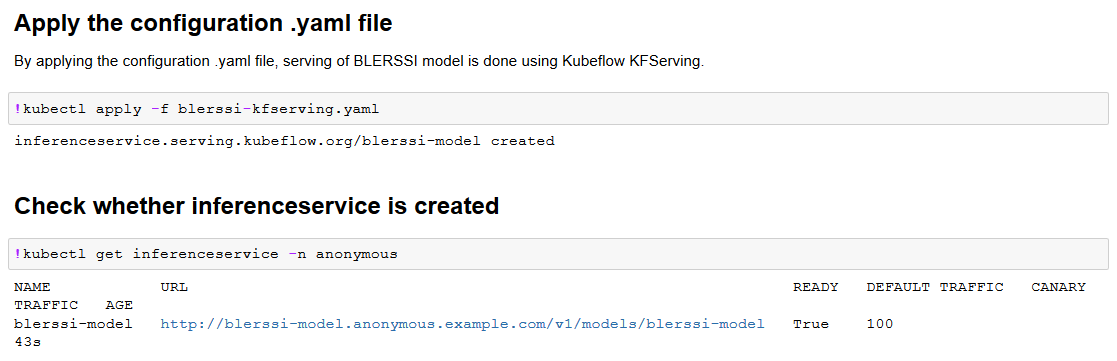 Apply the configuration .yaml file
By applying the configuration .yaml file, serving of BLERSSI model is done using Kubeflow KFServing.
!kubectl apply -f blerssi-kfserving.yaml
inferenceservice.serving.kubeflow.org/blerssi-model created
Check whether inferenceservice is created
!kubectl get inferenceservice -n anonymous
NAME            URL                                                                  READY   DEFAULT TRAFFIC   CANARY
TRAFFIC   AGE
blerssi-model   http://blerssi-model.anonymous.example.com/v1/models/blerssi-model   True    100
43s